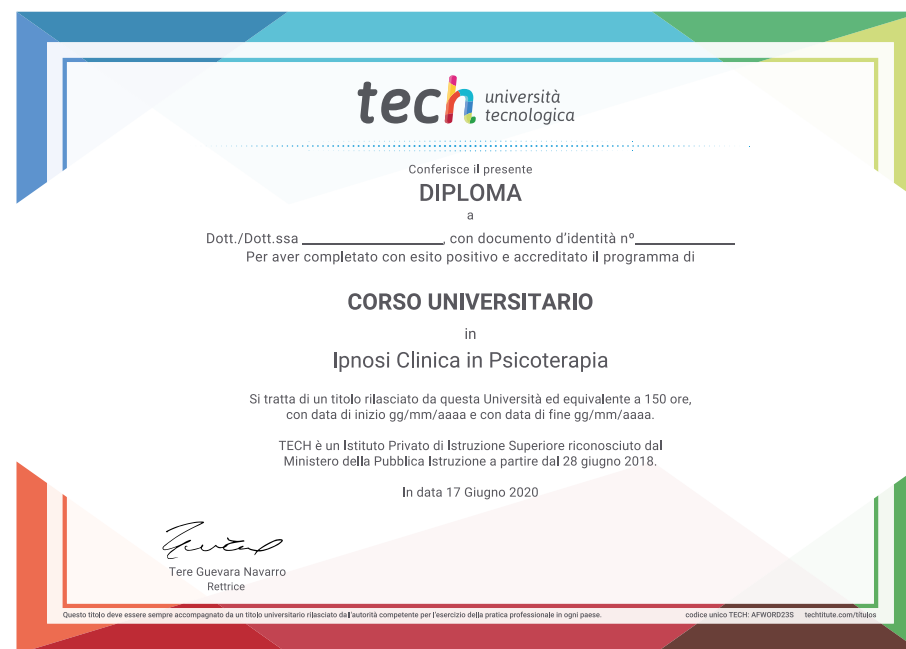 tech università
tecnologica
Conferisce il presente
DIPLOMA
a
Dott./Dott.ssa ____________________, con documento d'identità nº______________
Per aver completato con esito positivo e accreditato il programma di
CORSO UNIVERSITARIO
in
Ipnosi Clinica in Psicoterapia
Si tratta di un titolo rilasciato da questa Università ed equivalente a 150 ore,
con data di inizio gg/mm/aaaa e con data di fine gg/mm/aaaa.
TECH è un Istituto Privato di Istruzione Superiore riconosciuto dal
Ministero della Pubblica Istruzione a partire dal 28 giugno 2018.
In data 17 Giugno 2020
Tere Guevara Navarro
Rettrice
Questo titolo deve essere sempre accompagnato da un titolo universitario rilasciato dall'autorità competente per l'esercizio della pratica professionale in ogni paese. codice unico TECH: AFWORD23S techtitute.com/titulos